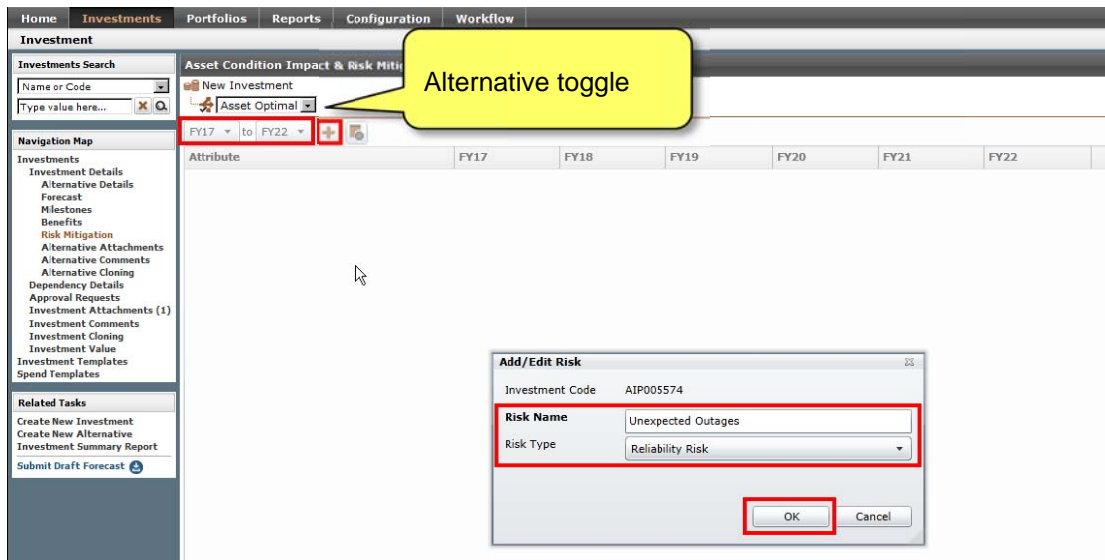 Home Investments Portfolios Reports Configuration Workflow
Investment
Investments Search
Name or Code
Type value here...
Navigation Map
Investments
Investment Details
Alternative Details
Forecast
Milestones
Benefits
Risk Mitigation
Alternative Attachments
Alternative Comments
Alternative Cloning
Dependency Details
Approval Requests
Investment Attachments (1)
Investment Comments
Investment Cloning
Investment Value
Investment Templates
Spend Templates
Related Tasks
Create New Investment
Create New Alternative
Investment Summary Report
Submit Draft Forecast
Asset Condition Impact & Risk Mitig
New Investment
Asset Optimal
Alternative toggle
FY17 to FY22
Attribute FY17 FY18 FY19 FY20 FY21 FY22
Add/Edit Risk
Investment Code AIP005574
Risk Name Unexpected Outages
Risk Type Reliability Risk
OK Cancel